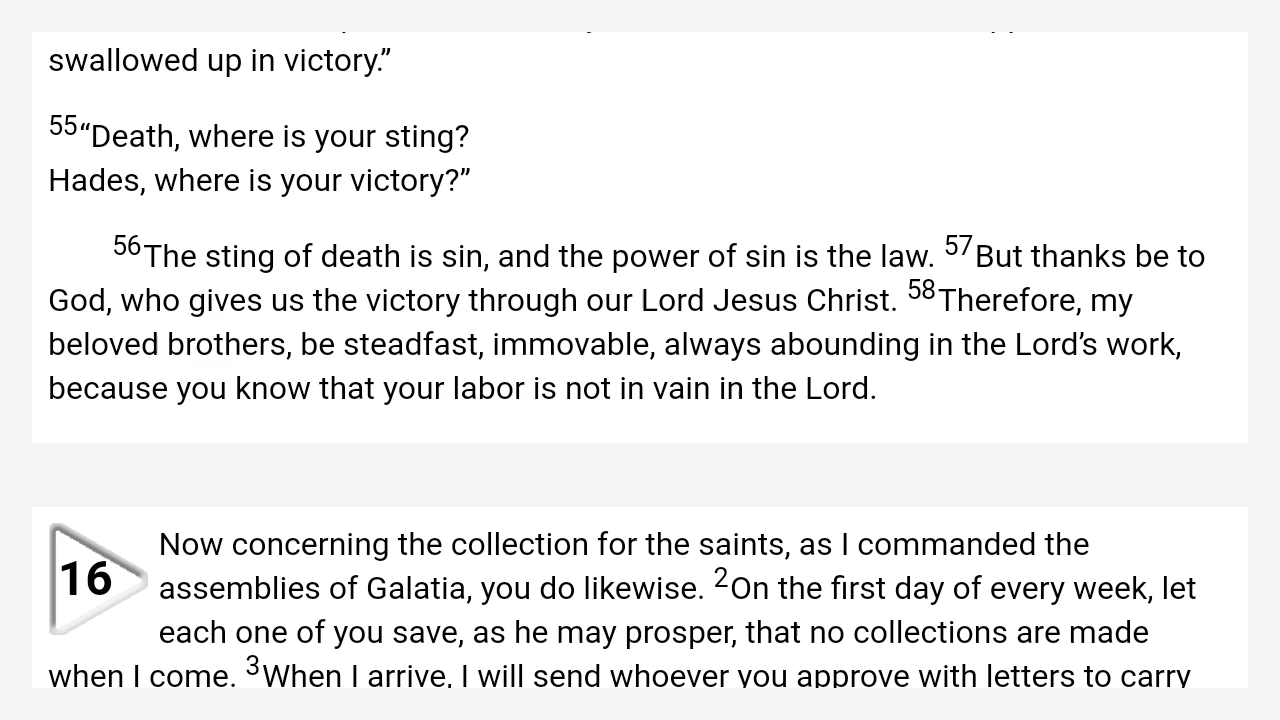 swallowed up in victory.”
55“Death, where is your sting?
Hades, where is your victory?”
56The sting of death is sin, and the power of sin is the law. 57But thanks be to
God, who gives us the victory through our Lord Jesus Christ. 58Therefore, my
beloved brothers, be steadfast, immovable, always abounding in the Lord’s work,
because you know that your labor is not in vain in the Lord.
16 Now concerning the collection for the saints, as I commanded the
assemblies of Galatia, you do likewise. 2On the first day of every week, let
each one of you save, as he may prosper, that no collections are made
when I come. 3When I arrive, I will send whoever you approve with letters to carry